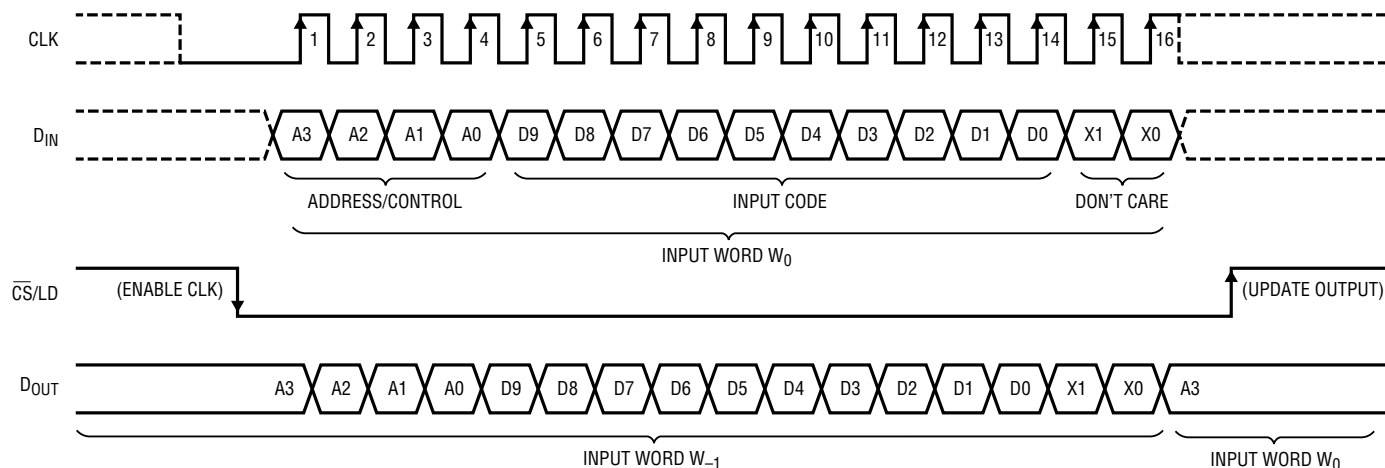 CLK 1 2 3 4 5 6 7 8 9 10 11 12 13 14 15 16
DIN A3 A2 A1 A0 D9 D8 D7 D6 D5 D4 D3 D2 D1 D0 X1 X0
ADDRESS/CONTROL INPUT CODE DON'T CARE
INPUT WORD W0
C̅S̅/LD (ENABLE CLK) (UPDATE OUTPUT)
DOUT A3 A2 A1 A0 D9 D8 D7 D6 D5 D4 D3 D2 D1 D0 X1 X0 A3
INPUT WORD W–1 INPUT WORD W0